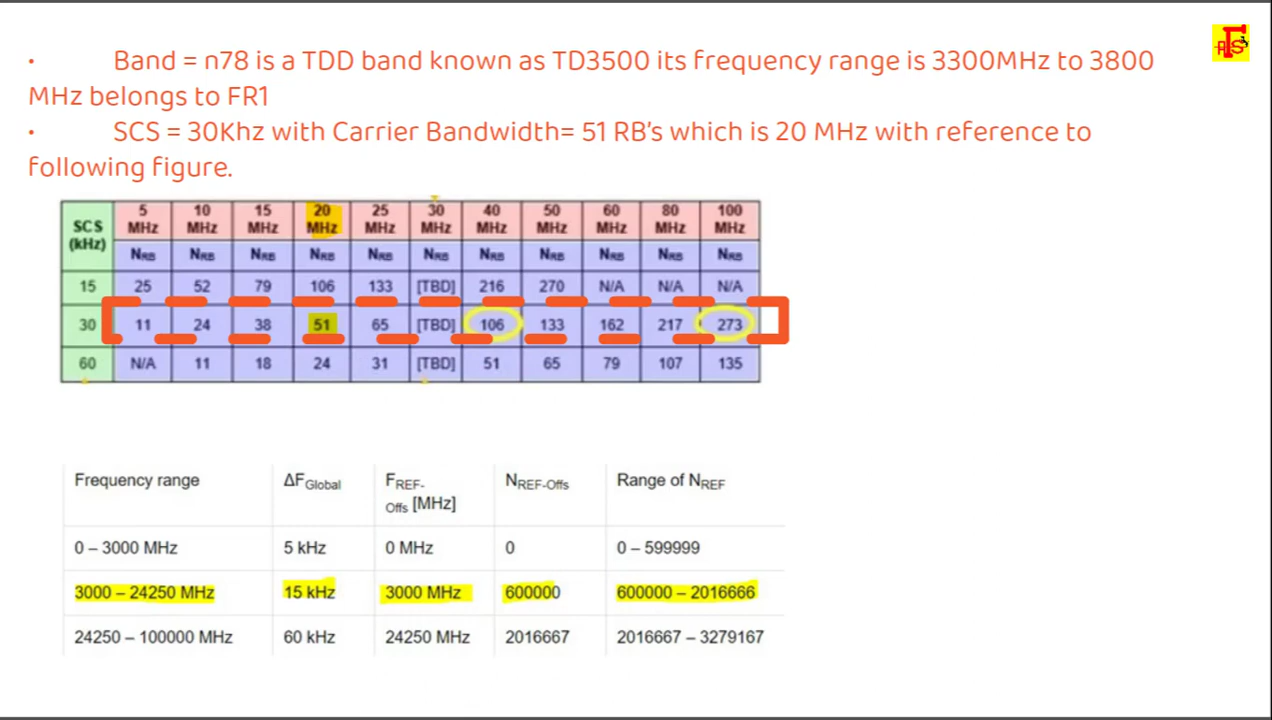 • Band = n78 is a TDD band known as TD3500 its frequency range is 3300MHz to 3800
MHz belongs to FR1
• SCS = 30Khz with Carrier Bandwidth= 51 RB's which is 20 MHz with reference to
following figure.
SCS (kHz) 5 MHz 10 MHz 15 MHz 20 MHz 25 MHz 30 MHz 40 MHz 50 MHz 60 MHz 80 MHz 100 MHz
NRB NRB NRB NRB NRB NRB NRB NRB NRB NRB NRB
15 25 52 79 106 133 [TBD] 216 270 N/A N/A N/A
30 11 24 38 51 65 [TBD] 106 133 162 217 273
60 N/A 11 18 24 31 [TBD] 51 65 79 107 135
Frequency range ΔFGlobal FREF-Offs [MHz] NREF-Offs Range of NREF
0 – 3000 MHz 5 kHz 0 MHz 0 0 – 599999
3000 – 24250 MHz 15 kHz 3000 MHz 600000 600000 – 2016666
24250 – 100000 MHz 60 kHz 24250 MHz 2016667 2016667 – 3279167